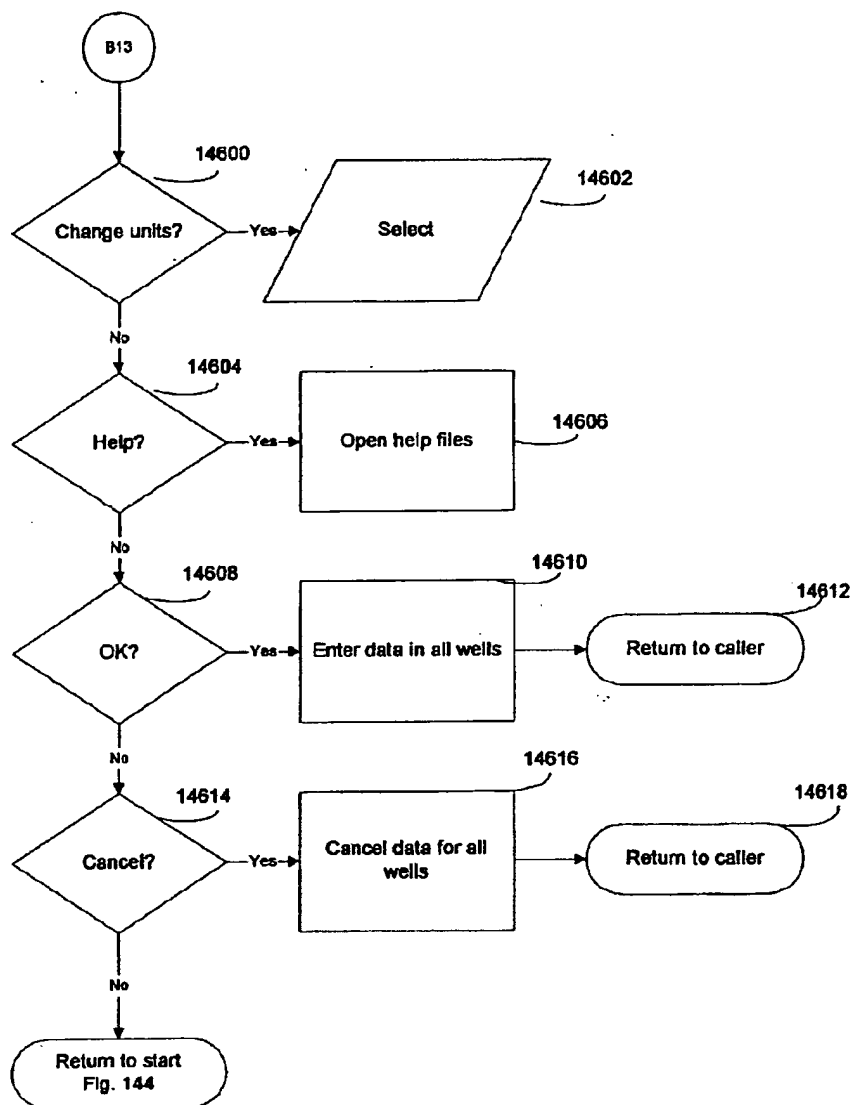 B13
14600
Change units?
Yes
Select
14602
No
14604
Help?
Yes
Open help files
14606
No
14608
OK?
Yes
14610
Enter data in all wells
14612
Return to caller
No
14614
Cancel?
Yes
14616
Cancel data for all
wells
14618
Return to caller
No
Return to start
Fig. 144